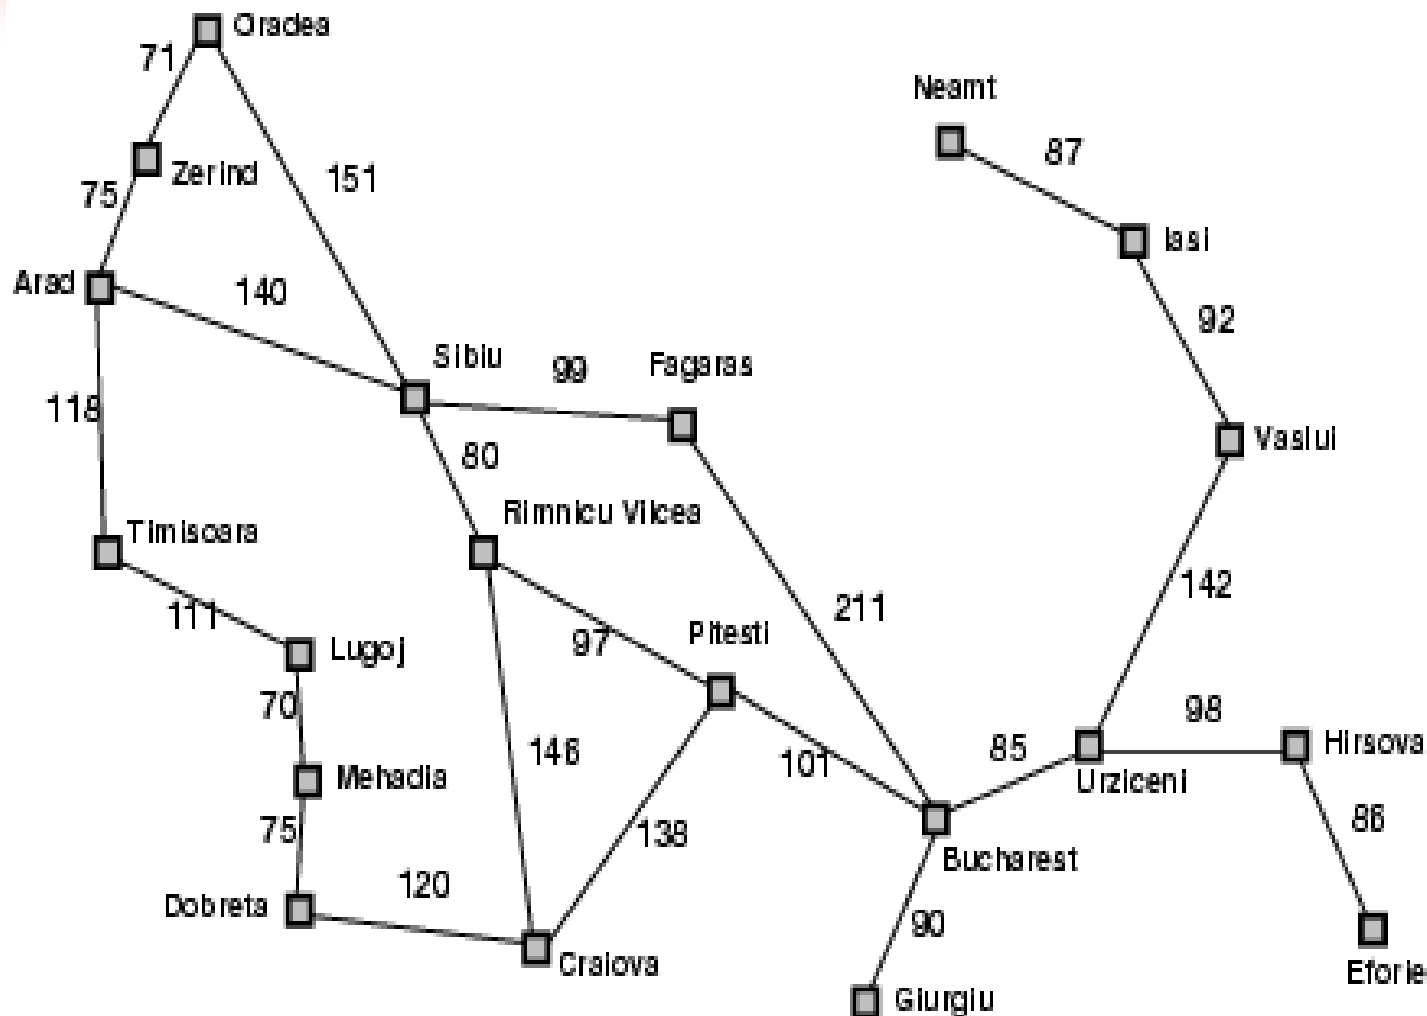 Oradea
71
Neamt
87
Zerind
151
75
Iasi
Arad
140
92
Sibiu
99
Fagaras
118
Vaslui
80
Rimnicu Vilcea
Timisoara
142
111
211
Lugoj
97
Pitesti
70
98
146
85
Hirsova
Mehadia
101
Urziceni
75
138
86
Bucharest
120
Dobreta
90
Craiova
Eforie
Giurgiu